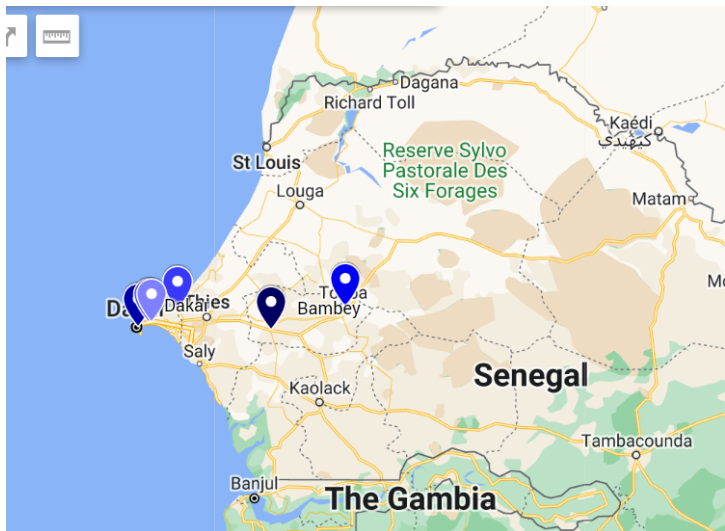 Dagana
Richard Toll
Kaédi
كيهيدي
St Louis
Reserve Sylvo
Pastorale Des
Six Forages
Louga
Matam
Dakar
Thies
Bambey
Saly
Senegal
Kaolack
Tambacounda
Banjul
The Gambia